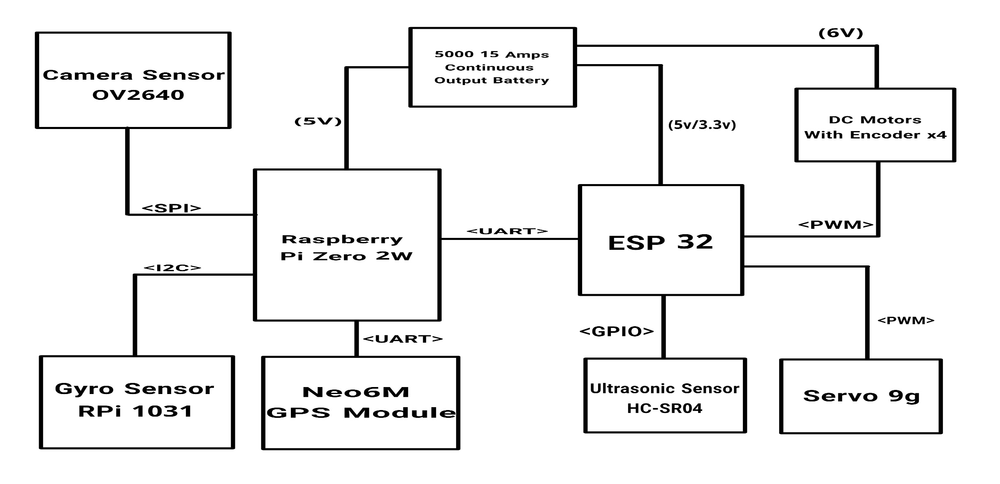 (6V)
5000 15 Amps
Continuous
Output Battery
Camera Sensor
OV2640
(5V)
(5v/3.3v)
DC Motors
With Encoder x4
<SPI>
<UART>
<PWM>
Raspberry
Pi Zero 2W
ESP 32
<I2C>
<UART>
<GPIO>
<PWM>
Gyro Sensor
RPi 1031
Neo6M
GPS Module
Ultrasonic Sensor
HC-SR04
Servo 9g